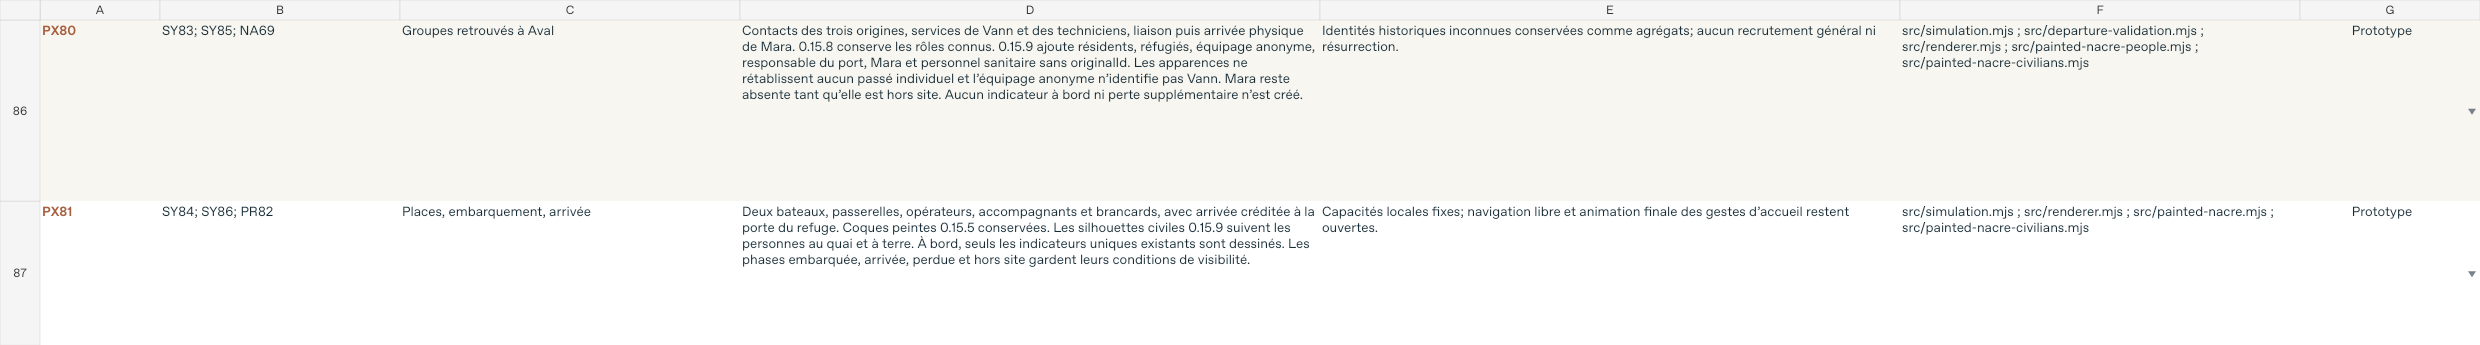 A B C D E F G
86
PX80
SY83; SY85; NA69
Groupes retrouvés à Aval
Contacts des trois origines, services de Vann et des techniciens, liaison puis arrivée physique
de Mara. 0.15.8 conserve les rôles connus. 0.15.9 ajoute résidents, réfugiés, équipage anonyme,
responsable du port, Mara et personnel sanitaire sans originalId. Les apparences ne
rétablissent aucun passé individuel et l’équipage anonyme n’identifie pas Vann. Mara reste
absente tant qu’elle est hors site. Aucun indicateur à bord ni perte supplémentaire n’est créé.
Identités historiques inconnues conservées comme agrégats; aucun recrutement général ni
résurrection.
src/simulation.mjs ; src/departure-validation.mjs ;
src/renderer.mjs ; src/painted-nacre-people.mjs ;
src/painted-nacre-civilians.mjs
Prototype
87
PX81
SY84; SY86; PR82
Places, embarquement, arrivée
Deux bateaux, passerelles, opérateurs, accompagnants et brancards, avec arrivée créditée à la
porte du refuge. Coques peintes 0.15.5 conservées. Les silhouettes civiles 0.15.9 suivent les
personnes au quai et à terre. À bord, seuls les indicateurs uniques existants sont dessinés. Les
phases embarquée, arrivée, perdue et hors site gardent leurs conditions de visibilité.
Capacités locales fixes; navigation libre et animation finale des gestes d’accueil restent
ouvertes.
src/simulation.mjs ; src/renderer.mjs ; src/painted-nacre.mjs ;
src/painted-nacre-civilians.mjs
Prototype